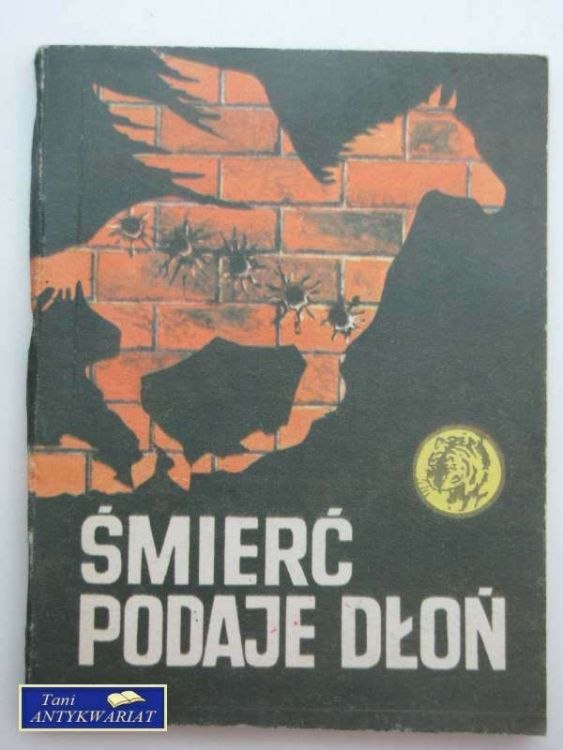 ŚMIERĆ
PODAJE DŁOŃ
Tani
ANTYKWARIAT